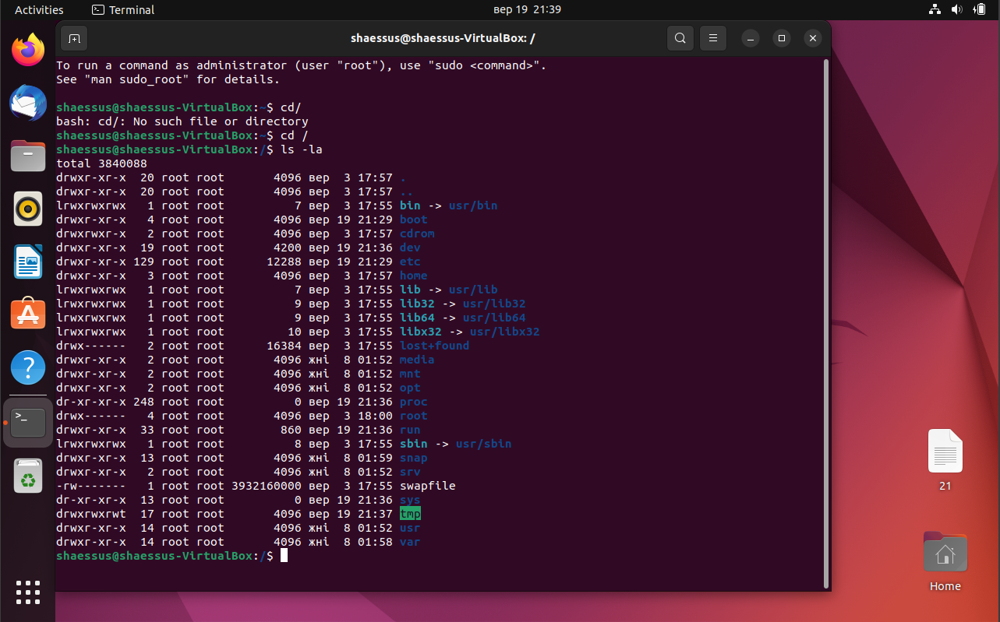 Activities
Terminal
вер 19 21:39
shaessus@shaessus-VirtualBox: /
To run a command as administrator (user "root"), use "sudo <command>".
See "man sudo_root" for details.
shaessus@shaessus-VirtualBox:~$ cd/
bash: cd/: No such file or directory
shaessus@shaessus-VirtualBox:~$ cd /
shaessus@shaessus-VirtualBox:/$ ls -la
total 3840088
drwxr-xr-x  20 root root       4096 вер  3 17:57 .
drwxr-xr-x  20 root root       4096 вер  3 17:57 ..
lrwxrwxrwx   1 root root          7 вер  3 17:55 bin -> usr/bin
drwxr-xr-x   4 root root       4096 вер 19 21:29 boot
drwxrwxr-x   2 root root       4096 вер  3 17:57 cdrom
drwxr-xr-x  19 root root       4200 вер 19 21:36 dev
drwxr-xr-x 129 root root      12288 вер 19 21:29 etc
drwxr-xr-x   3 root root       4096 вер  3 17:57 home
lrwxrwxrwx   1 root root          7 вер  3 17:55 lib -> usr/lib
lrwxrwxrwx   1 root root          9 вер  3 17:55 lib32 -> usr/lib32
lrwxrwxrwx   1 root root          9 вер  3 17:55 lib64 -> usr/lib64
lrwxrwxrwx   1 root root         10 вер  3 17:55 libx32 -> usr/libx32
drwx------   2 root root      16384 вер  3 17:55 lost+found
drwxr-xr-x   2 root root       4096 жні  8 01:52 media
drwxr-xr-x   2 root root       4096 жні  8 01:52 mnt
drwxr-xr-x   2 root root       4096 жні  8 01:52 opt
dr-xr-xr-x 248 root root          0 вер 19 21:36 proc
drwx------   4 root root       4096 вер  3 18:00 root
drwxr-xr-x  33 root root        860 вер 19 21:36 run
lrwxrwxrwx   1 root root          8 вер  3 17:55 sbin -> usr/sbin
drwxr-xr-x  13 root root       4096 жні  8 01:59 snap
drwxr-xr-x   2 root root       4096 жні  8 01:52 srv
-rw-------   1 root root 3932160000 вер  3 17:55 swapfile
dr-xr-xr-x  13 root root          0 вер 19 21:36 sys
drwxrwxrwt  17 root root       4096 вер 19 21:37 tmp
drwxr-xr-x  14 root root       4096 жні  8 01:52 usr
drwxr-xr-x  14 root root       4096 жні  8 01:58 var
shaessus@shaessus-VirtualBox:/$
21
Home